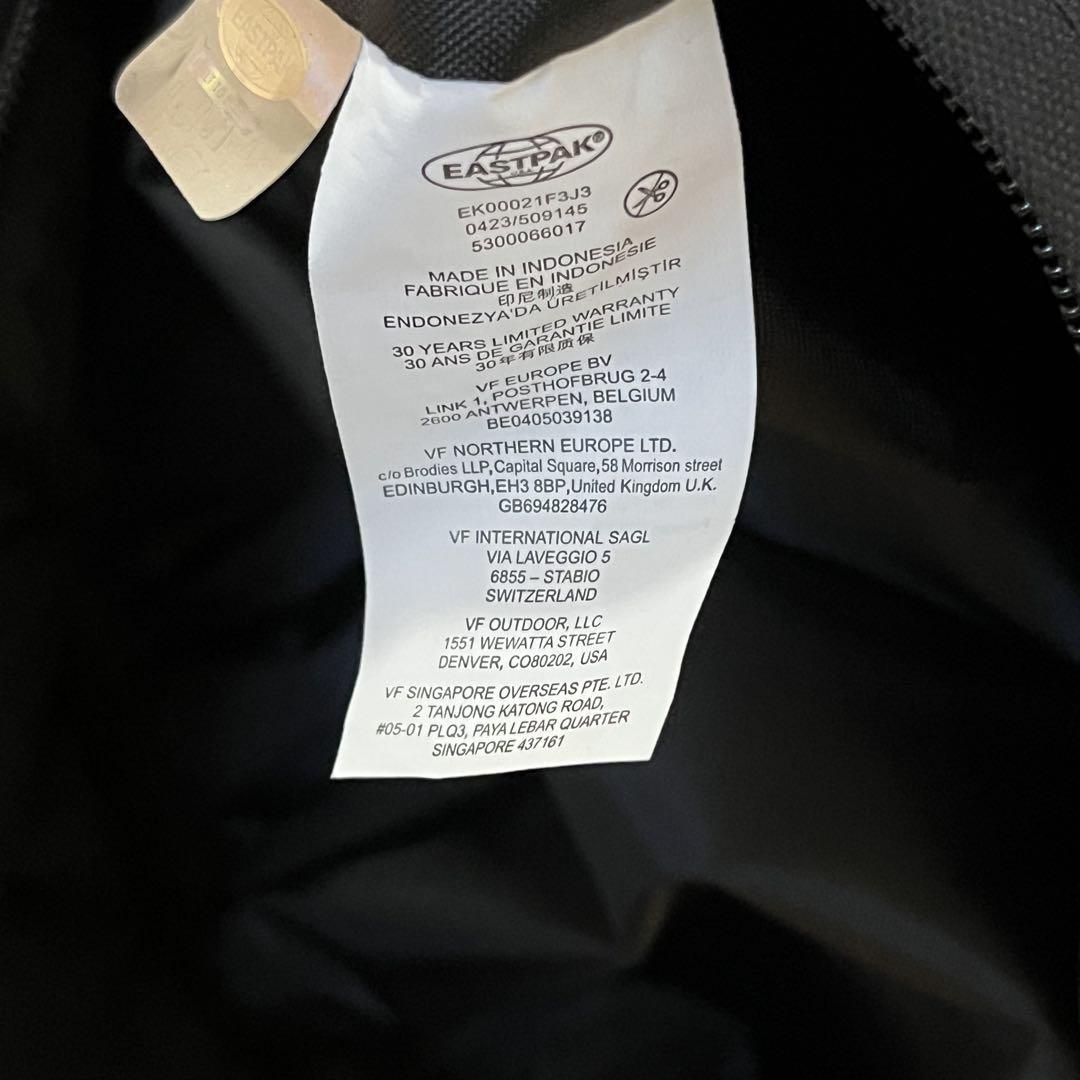 EASTPAK
EASTPAK®
U.S.A.
EK00021F3J3
0423/509145
5300066017
MADE IN INDONESIA
FABRIQUE EN INDONESIE
印尼制造
ENDONEZYA'DA ÜRETILMIŞTİR
30 YEARS LIMITED WARRANTY
30 ANS DE GARANTIE LIMITE
30年有限质保
VF EUROPE BV
LINK 1, POSTHOFBRUG 2-4
2600 ANTWERPEN, BELGIUM
BE0405039138
VF NORTHERN EUROPE LTD.
c/o Brodies LLP,Capital Square,58 Morrison street
EDINBURGH,EH3 8BP,United Kingdom U.K.
GB694828476
VF INTERNATIONAL SAGL
VIA LAVEGGIO 5
6855 – STABIO
SWITZERLAND
VF OUTDOOR, LLC
1551 WEWATTA STREET
DENVER, CO80202, USA
VF SINGAPORE OVERSEAS PTE. LTD.
2 TANJONG KATONG ROAD,
#05-01 PLQ3, PAYA LEBAR QUARTER
SINGAPORE 437161